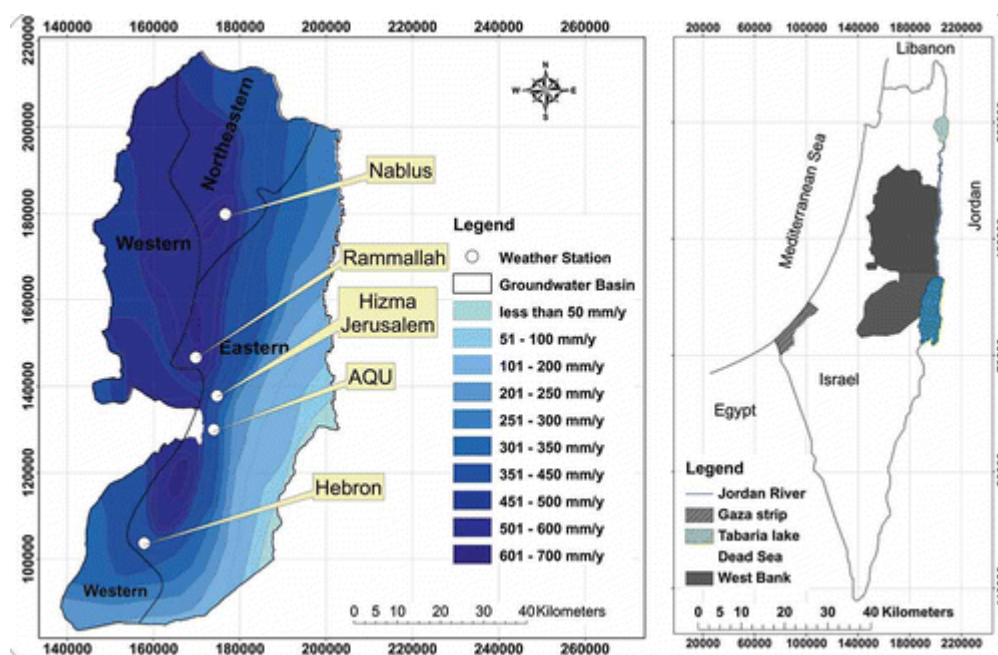 140000 160000 180000 200000 220000 240000 260000
220000
200000
180000
160000
140000
120000
100000
N
W E
S
Northeastern
Nablus
Western
Rammallah
Hizma
Jerusalem
Eastern
AQU
Hebron
Western
Legend
Weather Station
Groundwater Basin
less than 50 mm/y
51 - 100 mm/y
101 - 200 mm/y
201 - 250 mm/y
251 - 300 mm/y
301 - 350 mm/y
351 - 450 mm/y
451 - 500 mm/y
501 - 600 mm/y
601 - 700 mm/y
0 5 10 20 30 40 Kilometers
140000 160000 180000 200000 220000 240000 260000
20000 60000 100000 140000 180000 220000
Libanon
Mediterranean Sea
Jordan
Israel
Egypt
Legend
Jordan River
Gaza strip
Tabaria lake
Dead Sea
West Bank
0 5 10 20 30 40 Kilometers
20000 60000 100000 140000 180000 220000